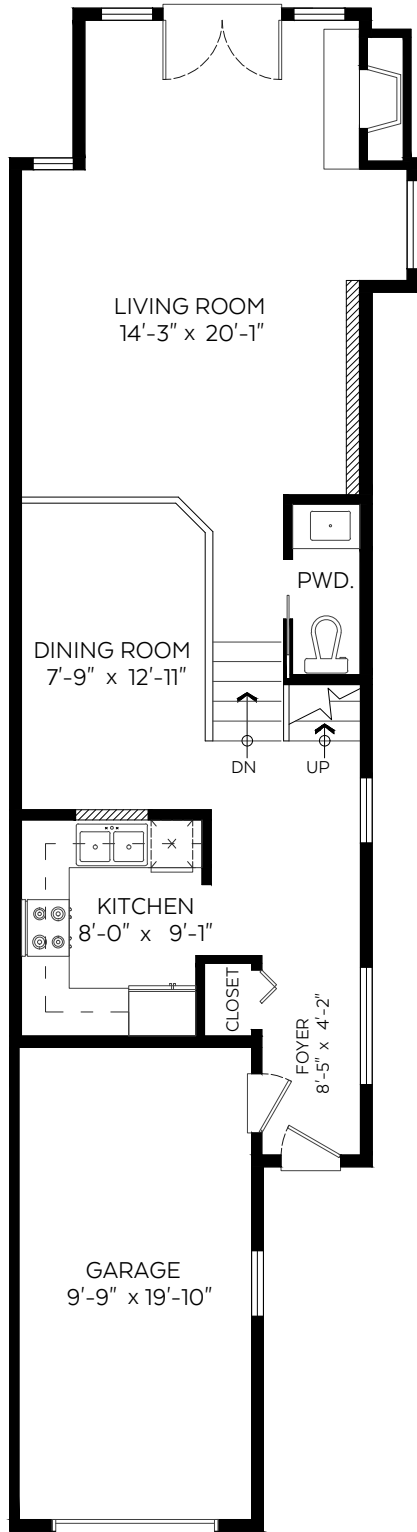 LIVING ROOM
14'-3" x 20'-1"
PWD.
DINING ROOM
7'-9" x 12'-11"
DN
UP
KITCHEN
8'-0" x 9'-1"
CLOSET
FOYER
8'-5" x 4'-2"
GARAGE
9'-9" x 19'-10"